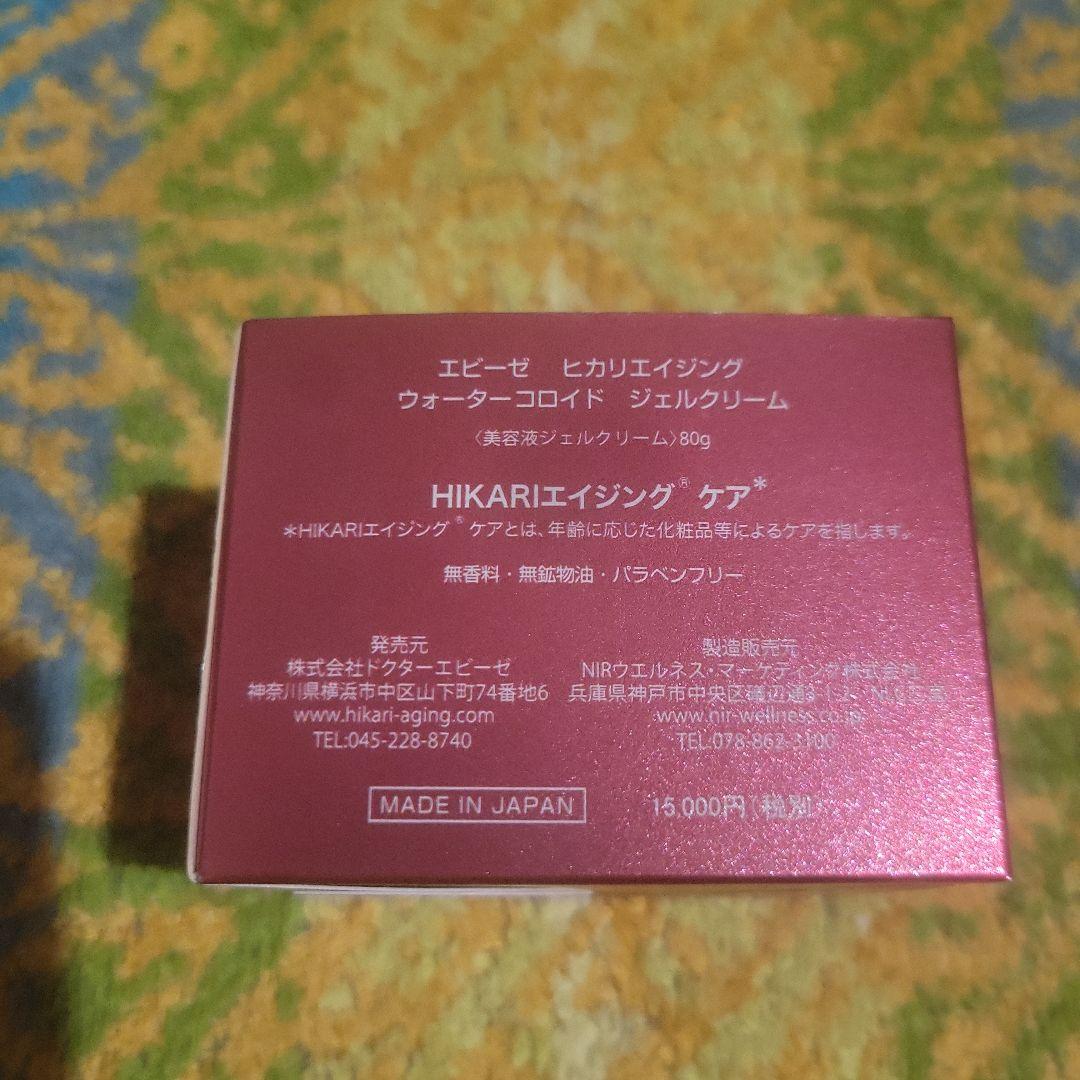 エビーゼ ヒカリエイジング
ウォーターコロイド ジェルクリーム
〈美容液ジェルクリーム〉80g
HIKARIエイジング® ケア*
*HIKARIエイジング® ケアとは、年齢に応じた化粧品等によるケアを指します。
無香料・無鉱物油・パラベンフリー
発売元
株式会社ドクターエビーゼ
神奈川県横浜市中区山下町74番地6
www.hikari-aging.com
TEL:045-228-8740
製造販売元
NIRウエルネス・マーケティング株式会社
兵庫県神戸市中央区磯辺通
www.nir-wellness.co.jp
TEL:078-862-3100
MADE IN JAPAN
15,000円(税別)